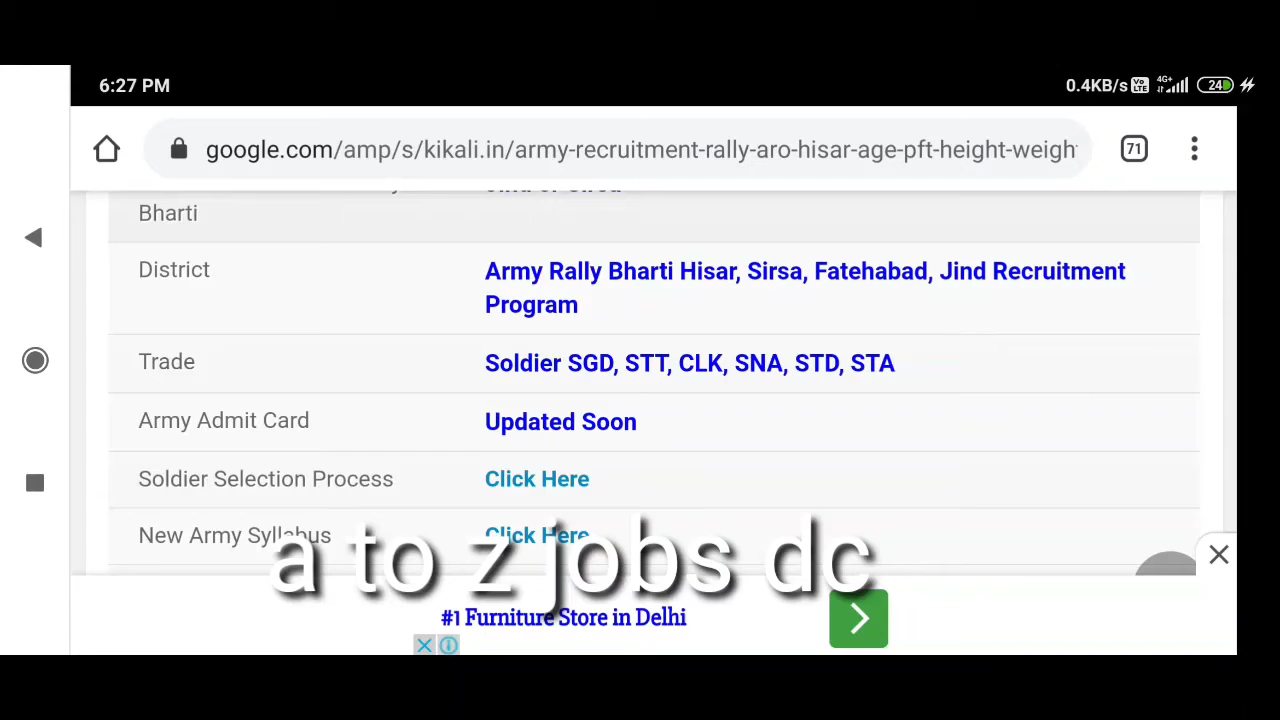 6:27 PM
0.4KB/s Vo LTE 4G+ 24
google.com/amp/s/kikali.in/army-recruitment-rally-aro-hisar-age-pft-height-weigh
71
Bharti
District
Army Rally Bharti Hisar, Sirsa, Fatehabad, Jind Recruitment
Program
Trade
Soldier SGD, STT, CLK, SNA, STD, STA
Army Admit Card
Updated Soon
Soldier Selection Process
Click Here
New Army Syllabus
Click Here
a to z jobs dc
#1 Furniture Store in Delhi